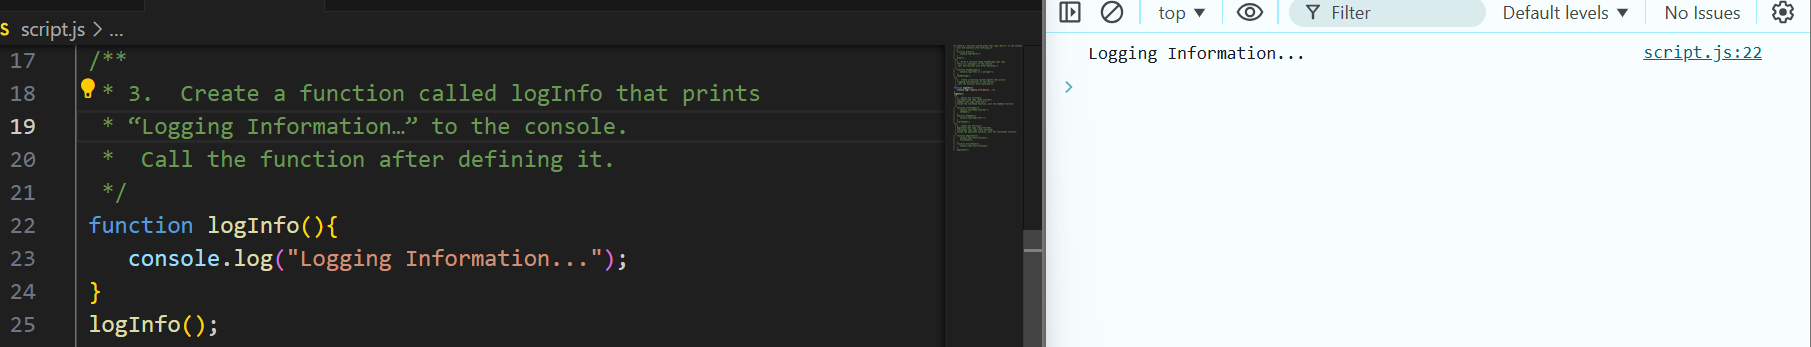 JS script.js > ...
17 /**
18 * 3.  Create a function called logInfo that prints
19 * “Logging Information…” to the console.
20 *  Call the function after defining it.
21 */
22 function logInfo(){
23 console.log("Logging Information...");
24 }
25 logInfo();
top ▼ Filter Default levels ▼ No Issues
Logging Information... script.js:22
>